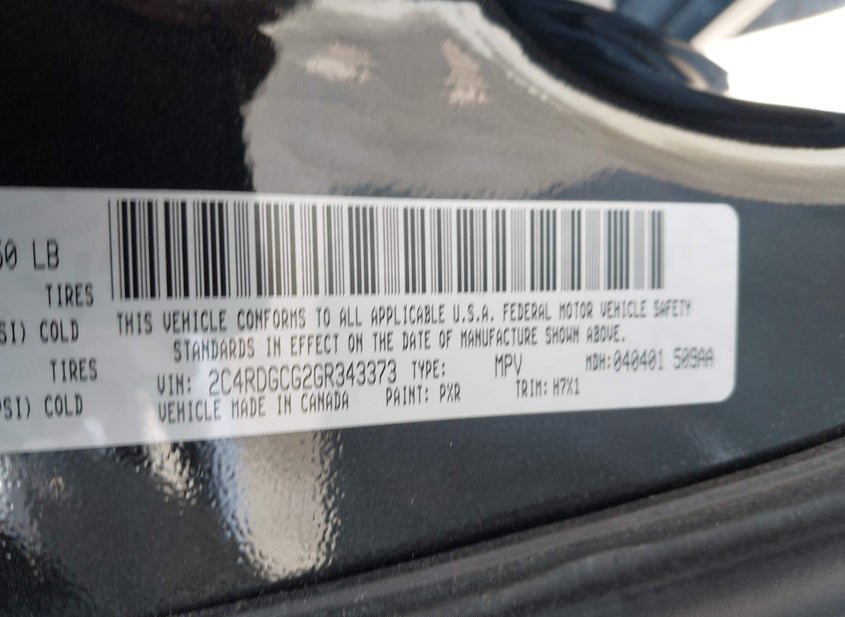 50 LB
TIRES
SI) COLD
TIRES
PSI) COLD
THIS VEHICLE CONFORMS TO ALL APPLICABLE U.S.A. FEDERAL MOTOR VEHICLE SAFETY
STANDARDS IN EFFECT ON THE DATE OF MANUFACTURE SHOWN ABOVE.
VIN: 2C4RDGCG2GR343373 TYPE: MPV MDH:040401 509AA
VEHICLE MADE IN CANADA PAINT: PXR TRIM: H7X1